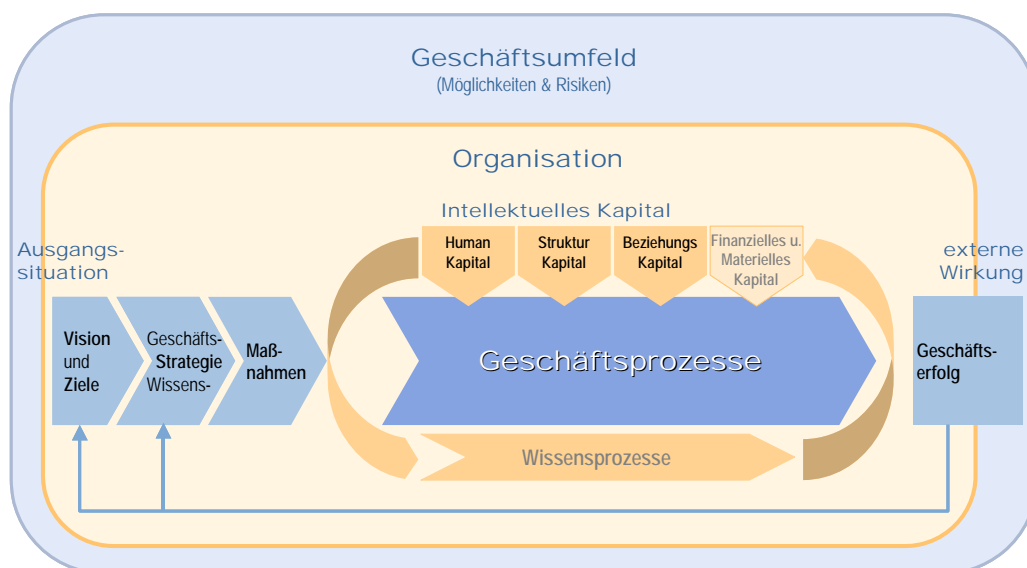 Geschäftsumfeld
(Möglichkeiten & Risiken)
Organisation
Intellektuelles Kapital
Ausgangs-
situation
Human
Kapital
Struktur
Kapital
Beziehungs
Kapital
Finanzielles u.
Materielles
Kapital
externe
Wirkung
Vision
und
Ziele
Geschäfts-
Strategie
Wissens-
Maß-
nahmen
Geschäftsprozesse
Geschäfts-
erfolg
Wissensprozesse